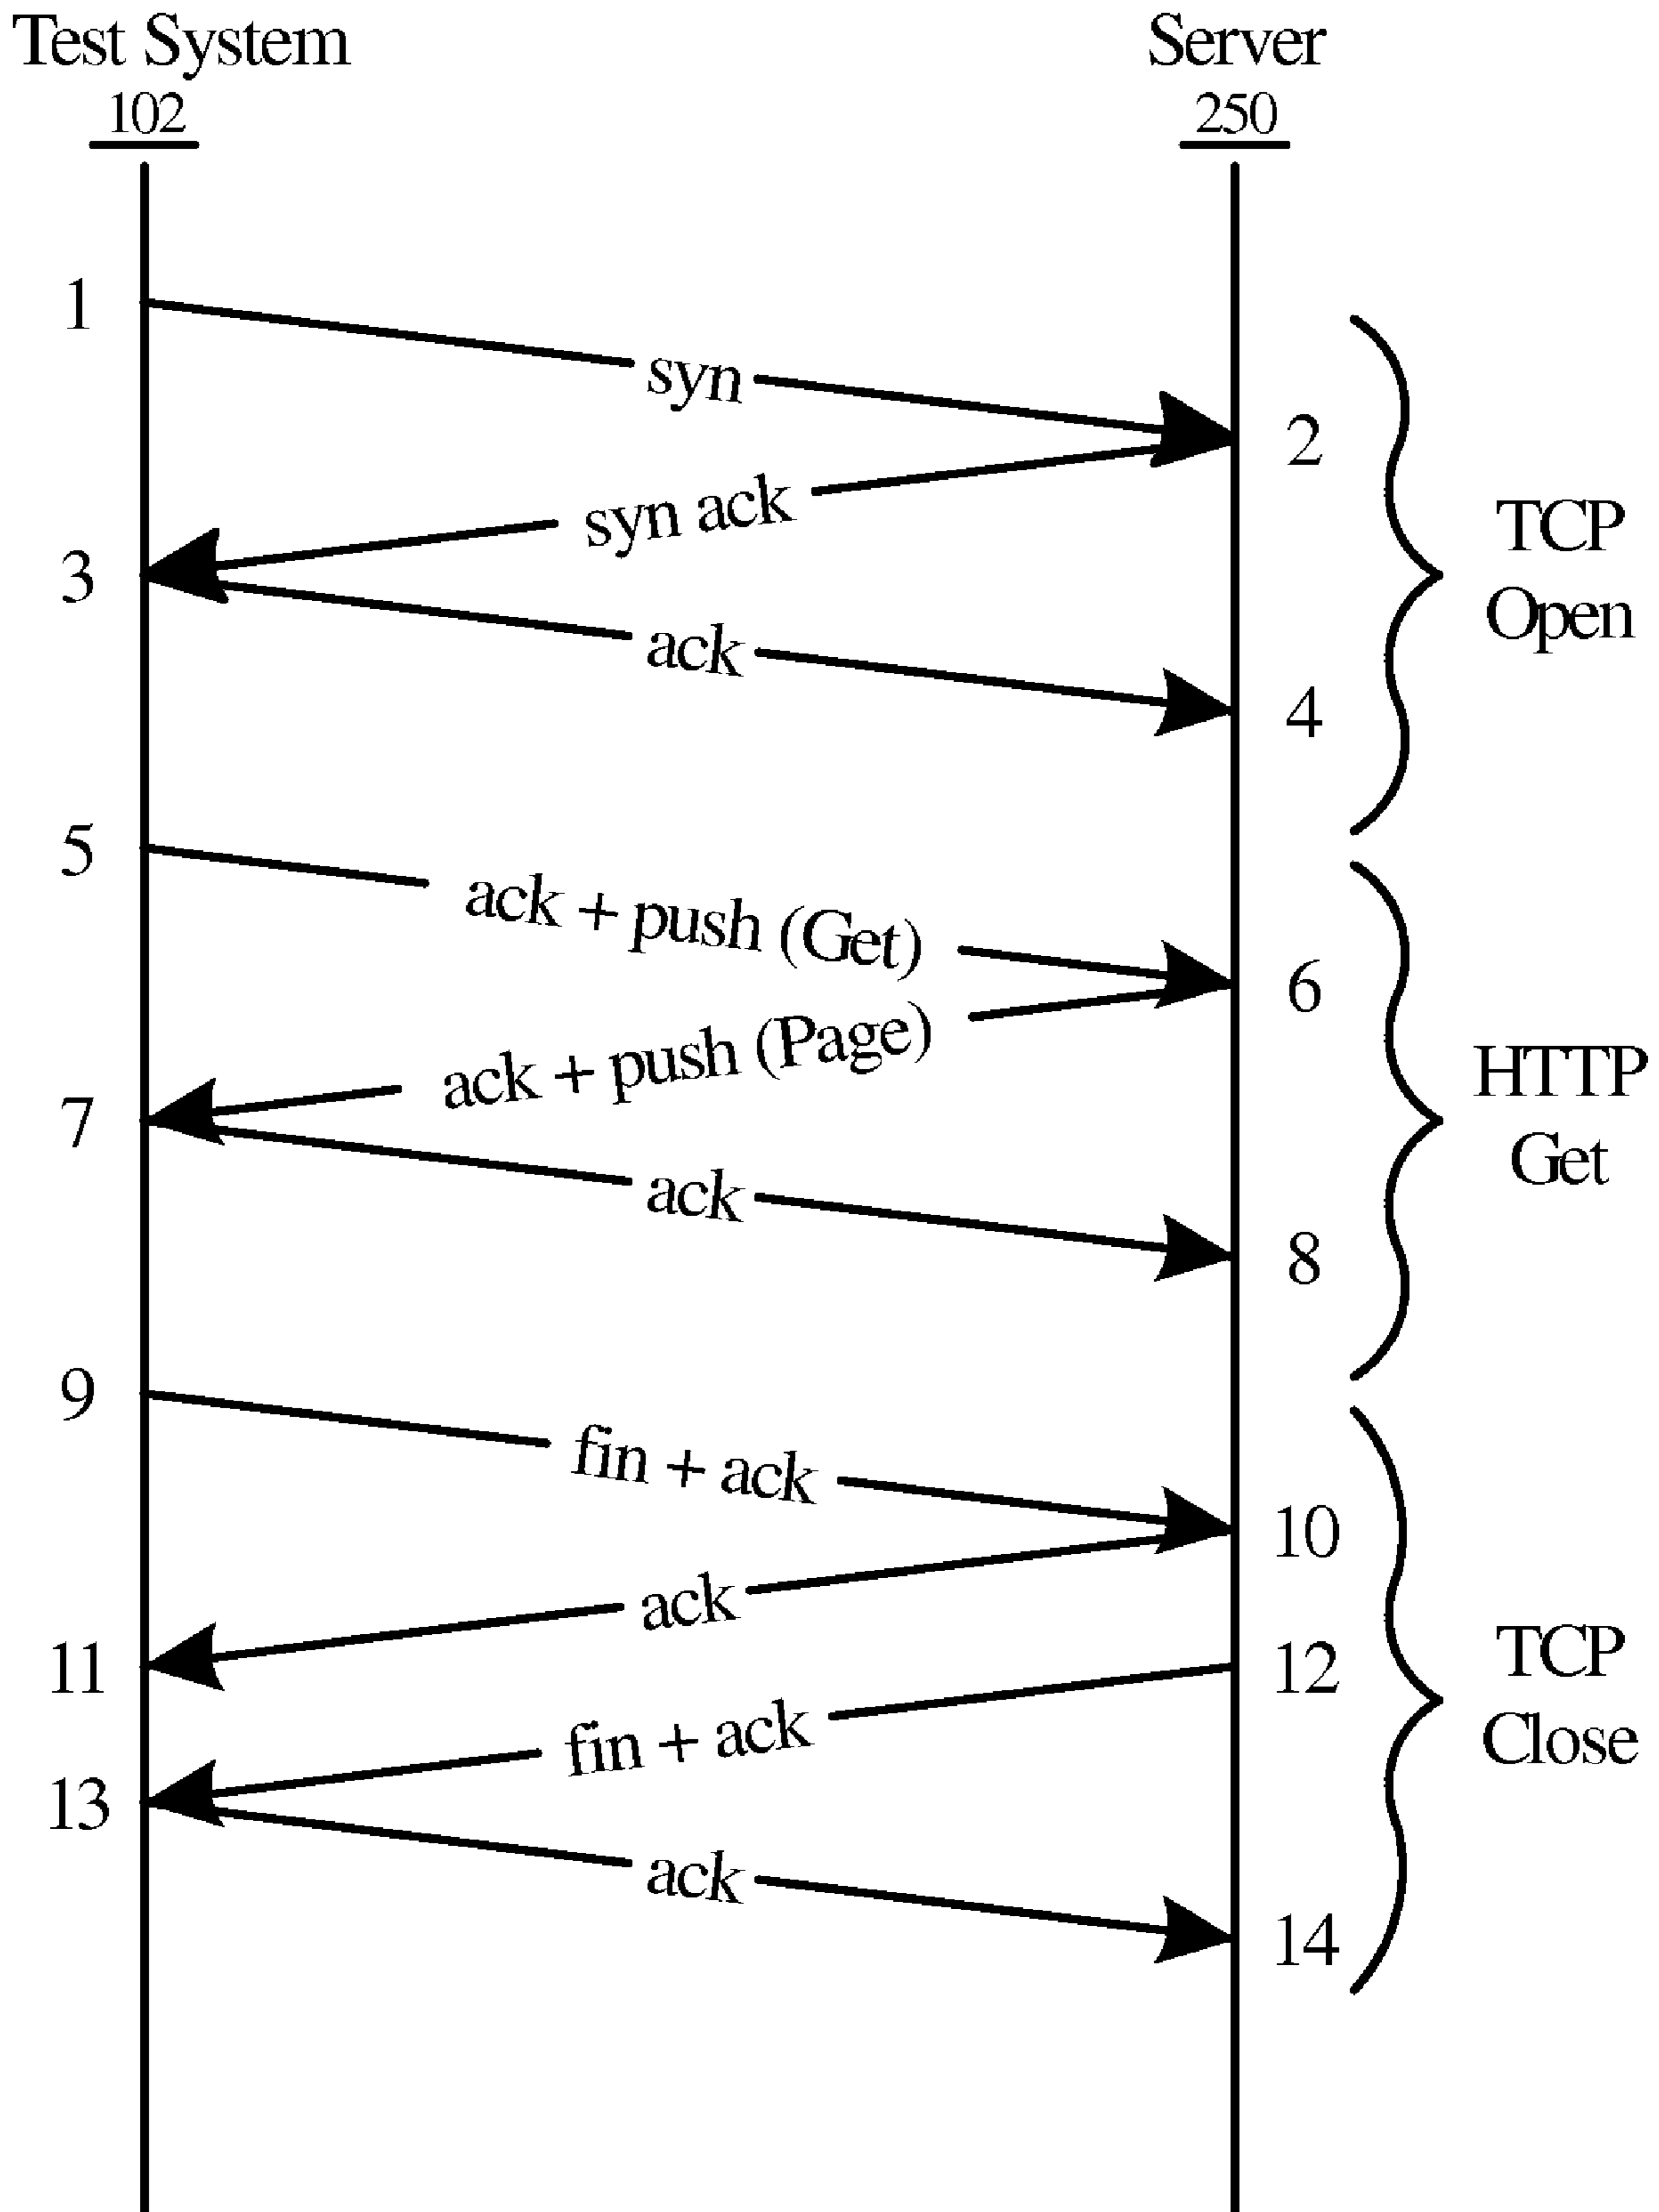 Test System
102
Server
250
1
syn
2
syn ack
3
ack
4
TCP
Open
5
ack + push (Get)
6
ack + push (Page)
7
ack
8
HTTP
Get
9
fin + ack
10
ack
11
12
fin + ack
13
ack
14
TCP
Close